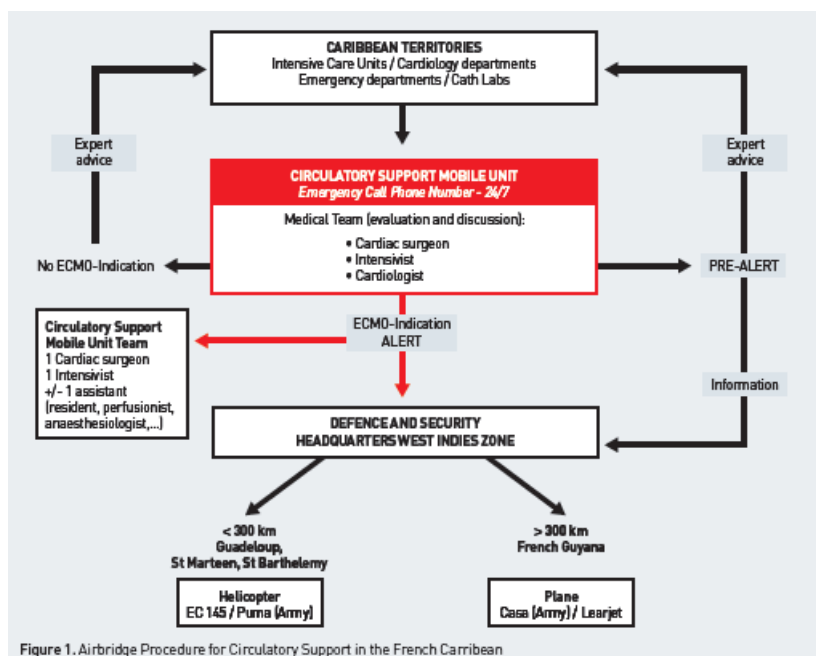 CARIBBEAN TERRITORIES
Intensive Care Units / Cardiology departments
Emergency departments / Cath Labs
Expert
advice
Expert
advice
CIRCULATORY SUPPORT MOBILE UNIT
Emergency Call Phone Number - 24/7
Medical Team (evaluation and discussion):
• Cardiac surgeon
• Intensivist
• Cardiologist
No ECMO-Indication
PRE-ALERT
ECMO-Indication
ALERT
Circulatory Support
Mobile Unit Team
1 Cardiac surgeon
1 Intensivist
+/- 1 assistant
(resident, perfusionist,
anaesthesiologist,...)
Information
DEFENCE AND SECURITY
HEADQUARTERS WEST INDIES ZONE
< 300 km
Guadeloup,
St Marteen, St Barthelemy
> 300 km
French Guyana
Helicopter
EC 145 / Puma (Army)
Plane
Casa (Army) / Learjet
Figure 1. Airbridge Procedure for Circulatory Support in the French Carribean